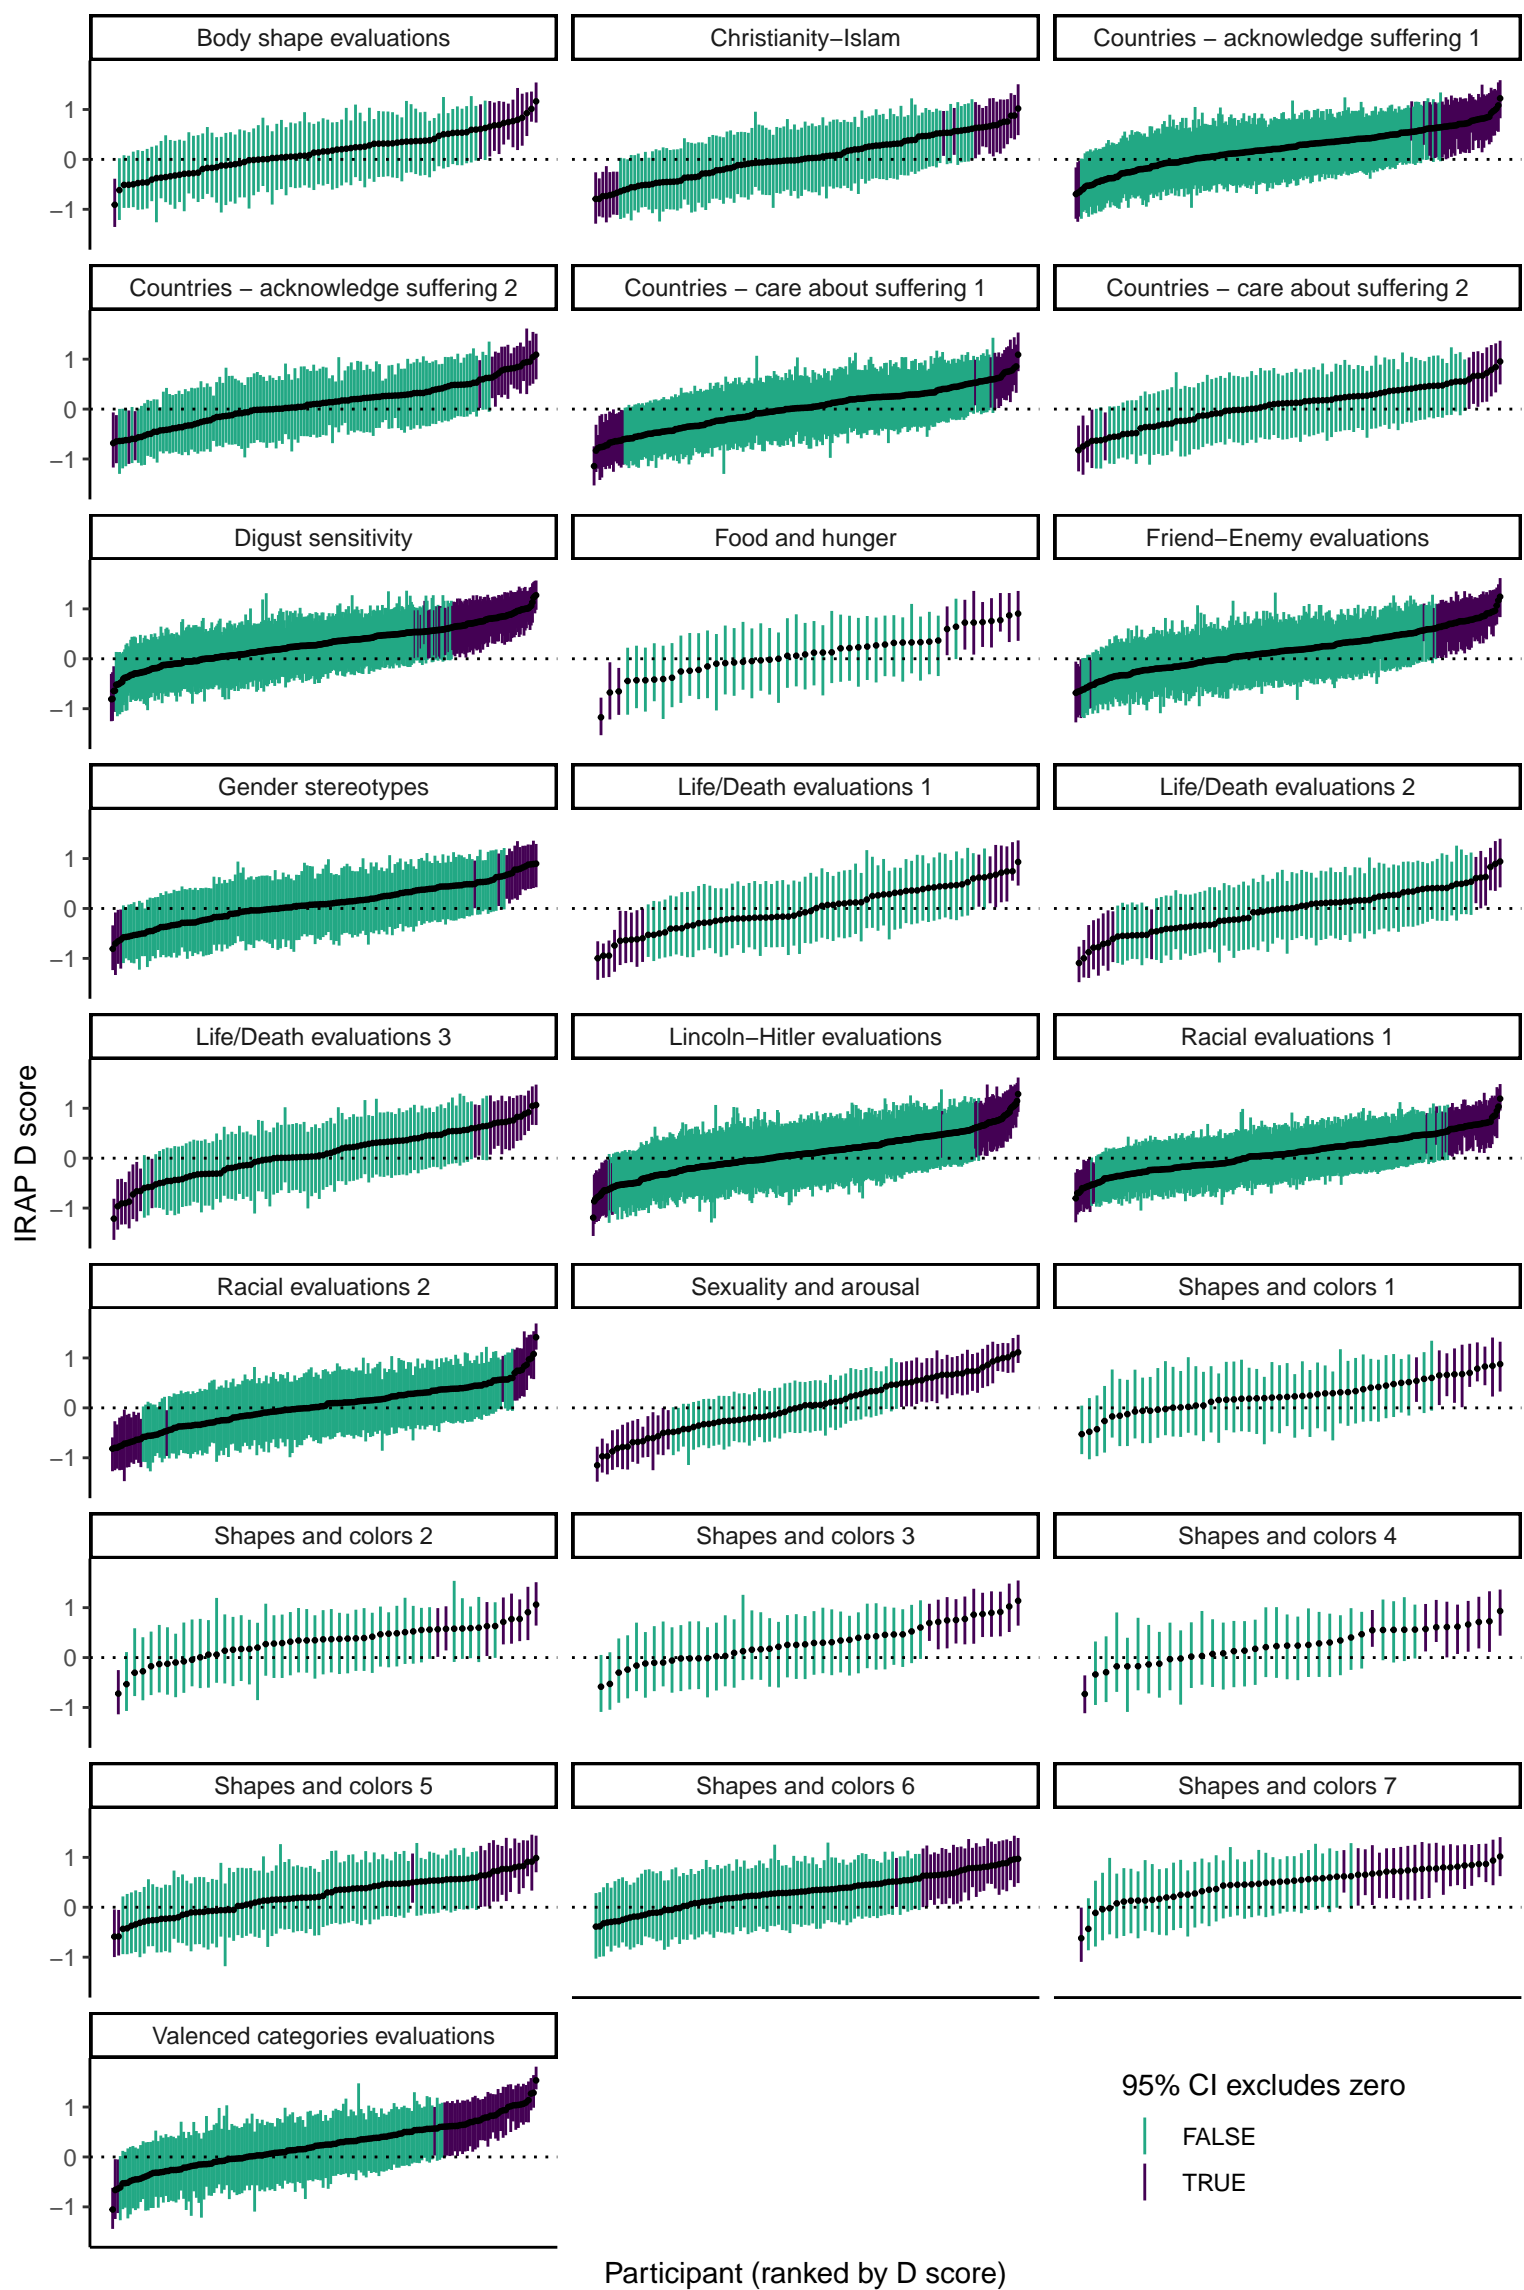 Body shape evaluations
Christianity–Islam
Countries – acknowledge suffering 1
1
0
−1
Countries – acknowledge suffering 2
Countries – care about suffering 1
Countries – care about suffering 2
1
0
−1
Digust sensitivity
Food and hunger
Friend–Enemy evaluations
1
0
−1
Gender stereotypes
Life/Death evaluations 1
Life/Death evaluations 2
1
0
−1
Life/Death evaluations 3
Lincoln–Hitler evaluations
Racial evaluations 1
1
0
−1
IRAP D score
Racial evaluations 2
Sexuality and arousal
Shapes and colors 1
1
0
−1
Shapes and colors 2
Shapes and colors 3
Shapes and colors 4
1
0
−1
Shapes and colors 5
Shapes and colors 6
Shapes and colors 7
1
0
−1
Valenced categories evaluations
1
0
−1
95% CI excludes zero
FALSE
TRUE
Participant (ranked by D score)